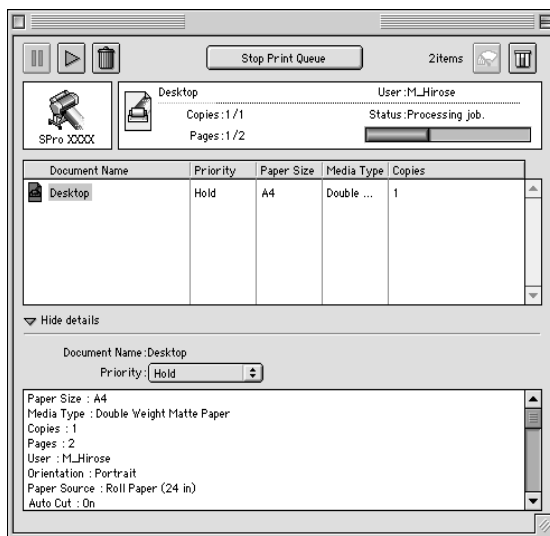 Stop Print Queue
2items
SPro XXXX
Desktop
User:M_Hirose
Copies:1/1
Status:Processing job.
Pages:1/2
Document Name Priority Paper Size Media Type Copies
Desktop Hold A4 Double ... 1
Hide details
Document Name:Desktop
Priority: Hold
Paper Size : A4
Media Type : Double Weight Matte Paper
Copies : 1
Pages : 2
User : M_Hirose
Orientation : Portrait
Paper Source : Roll Paper (24 in)
Auto Cut : On